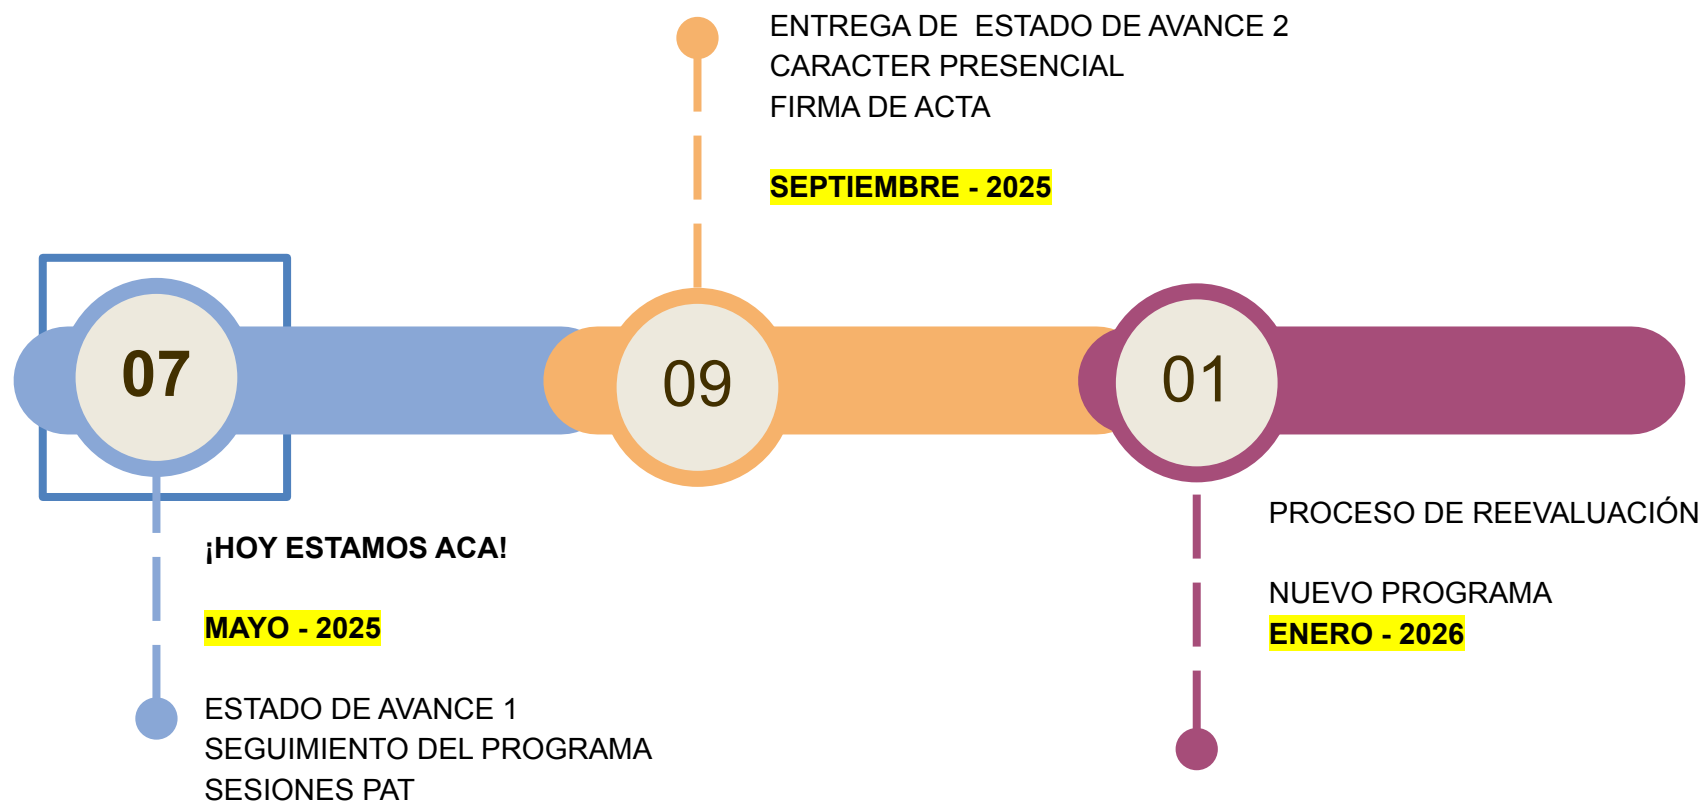 ENTREGA DE  ESTADO DE AVANCE 2
CARACTER PRESENCIAL
FIRMA DE ACTA
SEPTIEMBRE - 2025
07
09
01
¡HOY ESTAMOS ACA!
MAYO - 2025
ESTADO DE AVANCE 1
SEGUIMIENTO DEL PROGRAMA
SESIONES PAT
PROCESO DE REEVALUACIÓN
NUEVO PROGRAMA
ENERO - 2026